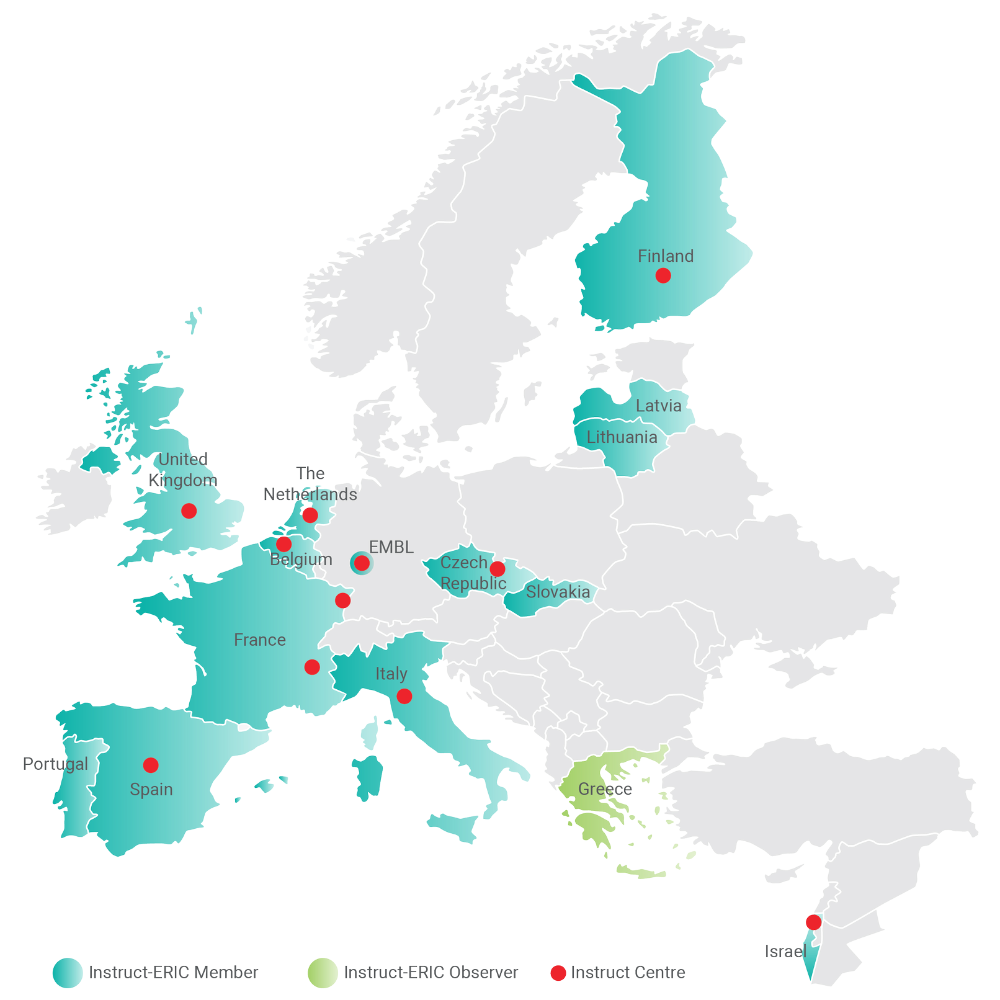 Finland
Latvia
Lithuania
United
Kingdom
The
Netherlands
EMBL
Belgium
Czech
Republic
Slovakia
France
Italy
Portugal
Spain
Greece
Israel
Instruct-ERIC Member
Instruct-ERIC Observer
Instruct Centre